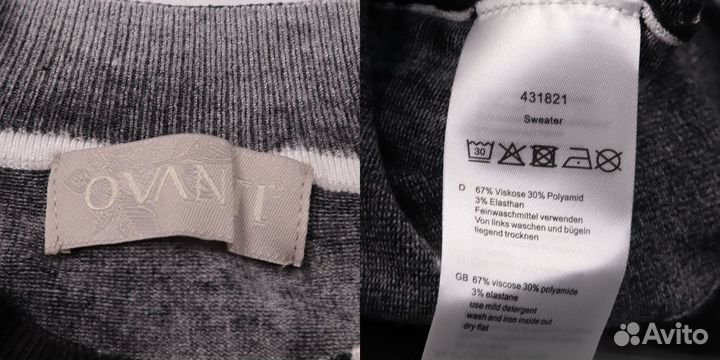 OVANTI
431821
Sweater
30
D 67% Viskose 30% Polyamid
3% Elasthan
Feinwaschmittel verwenden
Von links waschen und bügeln
liegend trocknen
GB 67% viscose 30% polyamide
3% elastane
use mild detergent
wash and iron inside out
dry flat
Avito